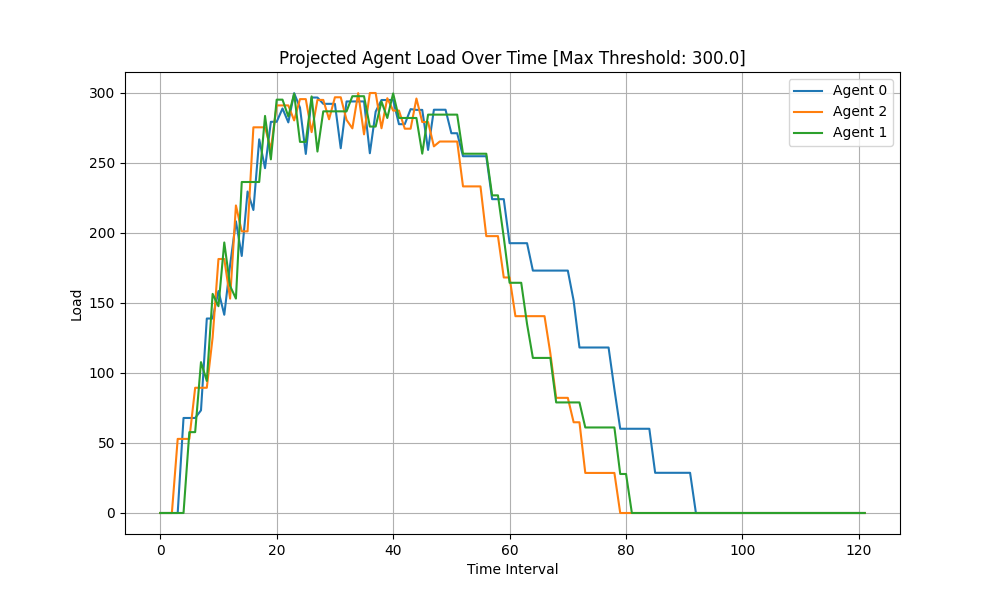 Projected Agent Load Over Time [Max Threshold: 300.0]
Agent 0
Agent 2
Agent 1
300
250
200
150
100
50
0
Load
0 20 40 60 80 100 120
Time Interval